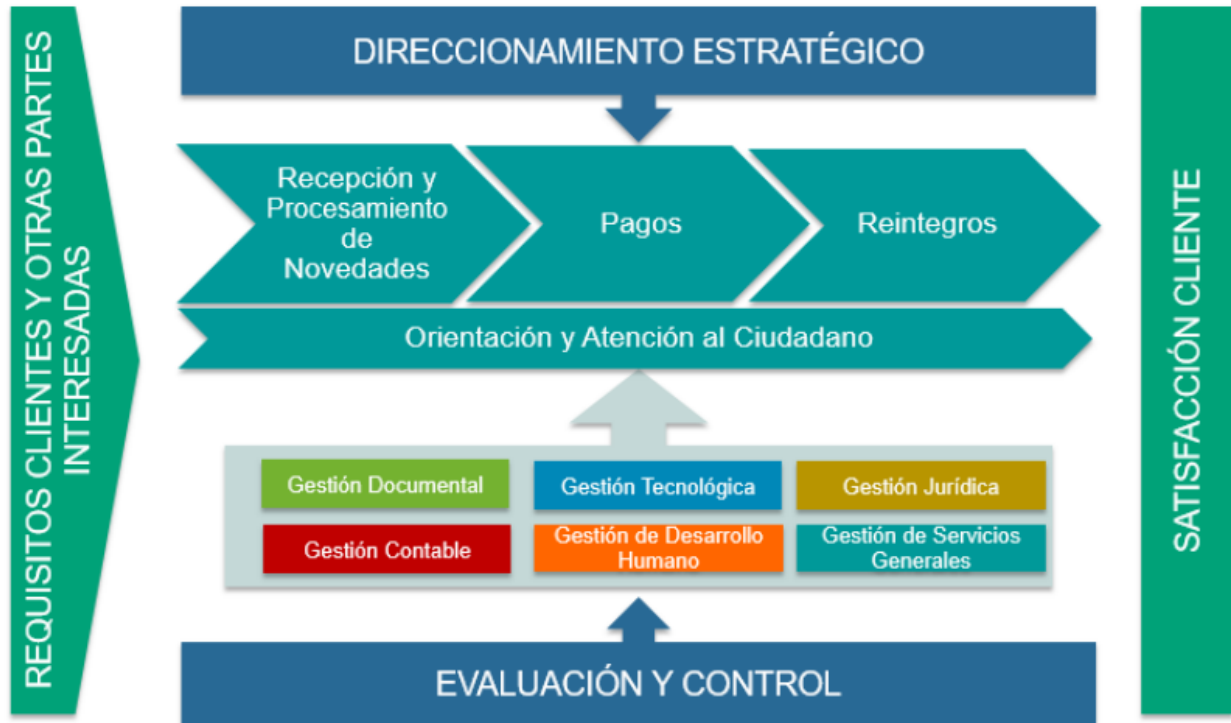 REQUISITOS CLIENTES Y OTRAS PARTES
INTERESADAS
DIRECCIONAMIENTO ESTRATÉGICO
Recepción y
Procesamiento
de
Novedades
Pagos
Reintegros
Orientación y Atención al Ciudadano
Gestión Documental
Gestión Tecnológica
Gestión Jurídica
Gestión Contable
Gestión de Desarrollo
Humano
Gestión de Servicios
Generales
EVALUACIÓN Y CONTROL
SATISFACCIÓN CLIENTE